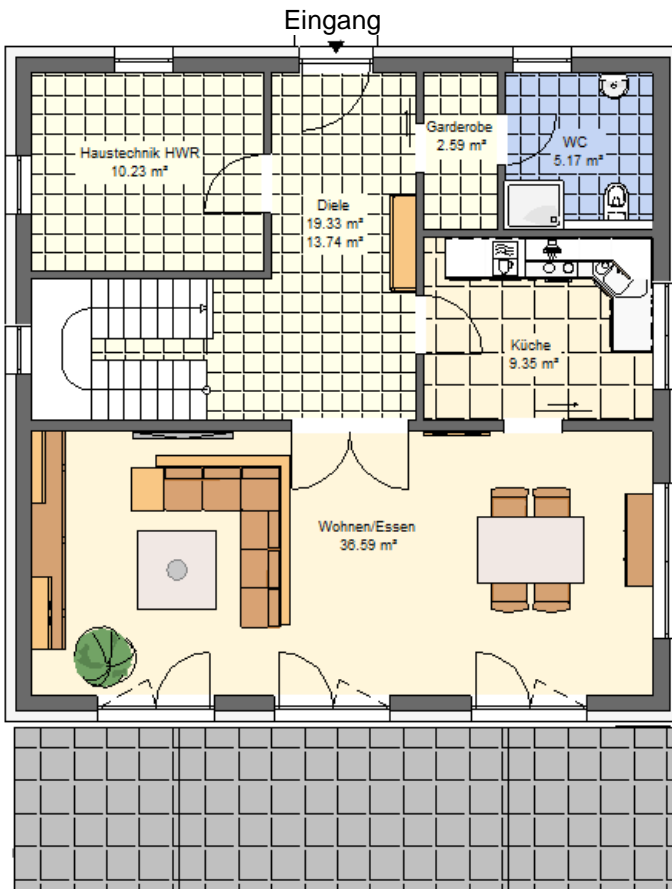 Eingang
Haustechnik HWR
10.23 m²
Garderobe
2.59 m²
WC
5.17 m²
Diele
19.33 m²
13.74 m²
Küche
9.35 m²
Wohnen/Essen
36.59 m²